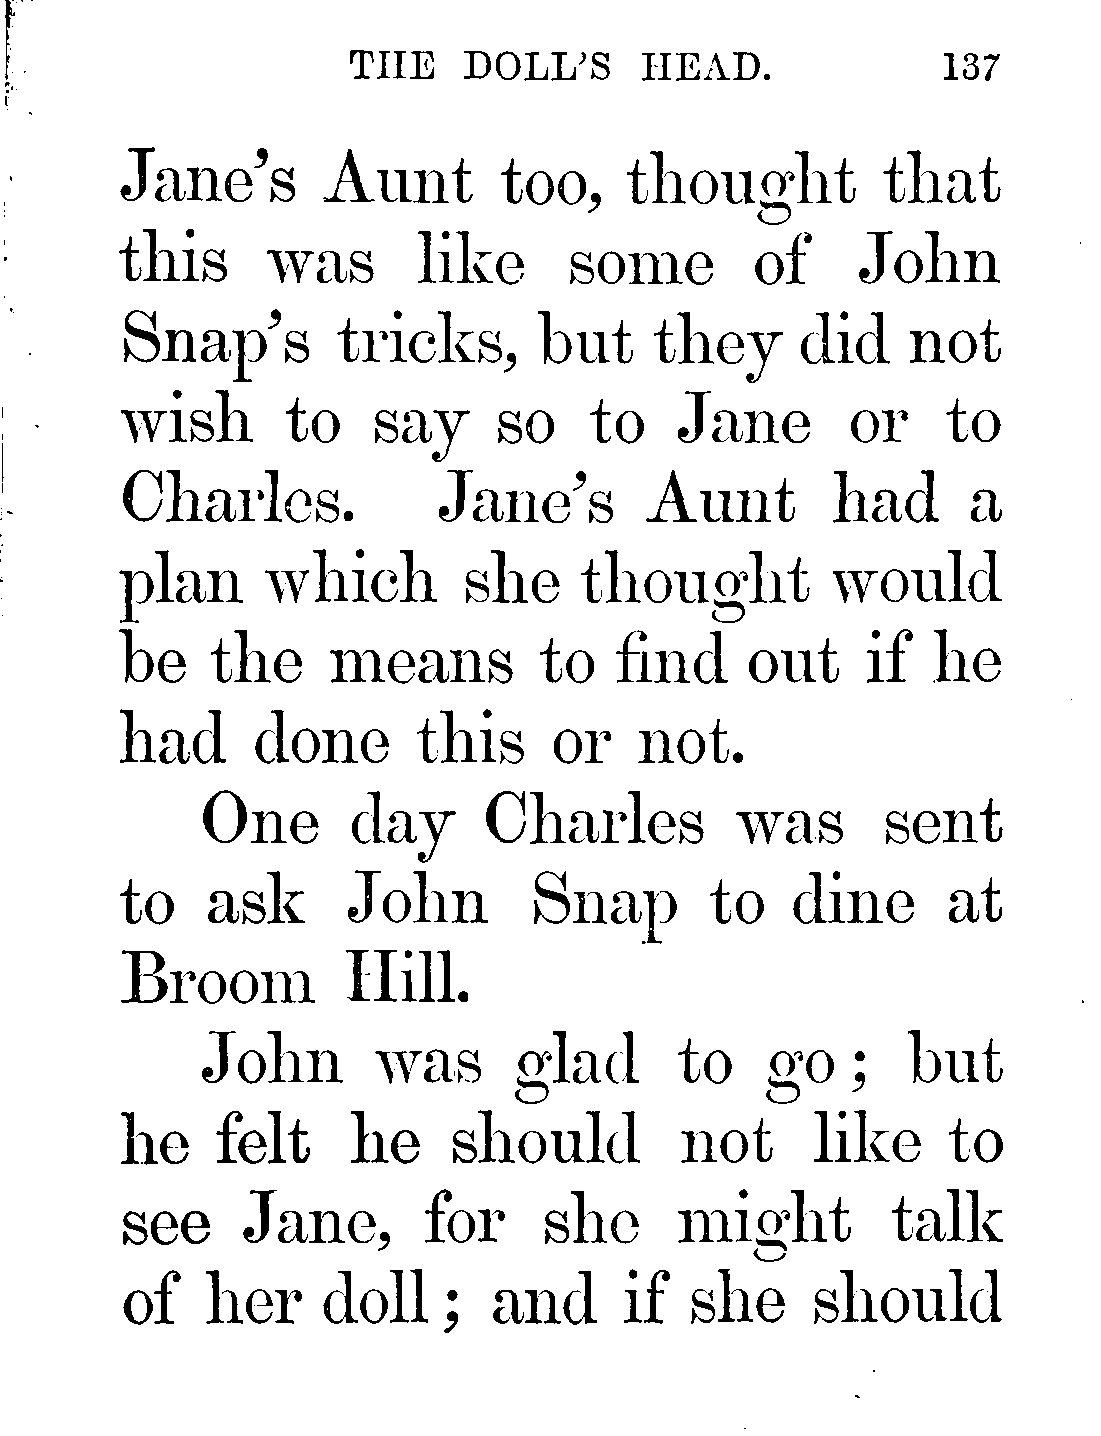 THE DOLL'S HEAD. 137
Jane's Aunt too, thought that
this was like some of John
Snap's tricks, but they did not
wish to say so to Jane or to
Charles. Jane's Aunt had a
plan which she thought would
be the means to find out if he
had done this or not.
One day Charles was sent
to ask John Snap to dine at
Broom Hill.
John was glad to go; but
he felt he should not like to
see Jane, for she might talk
of her doll; and if she should